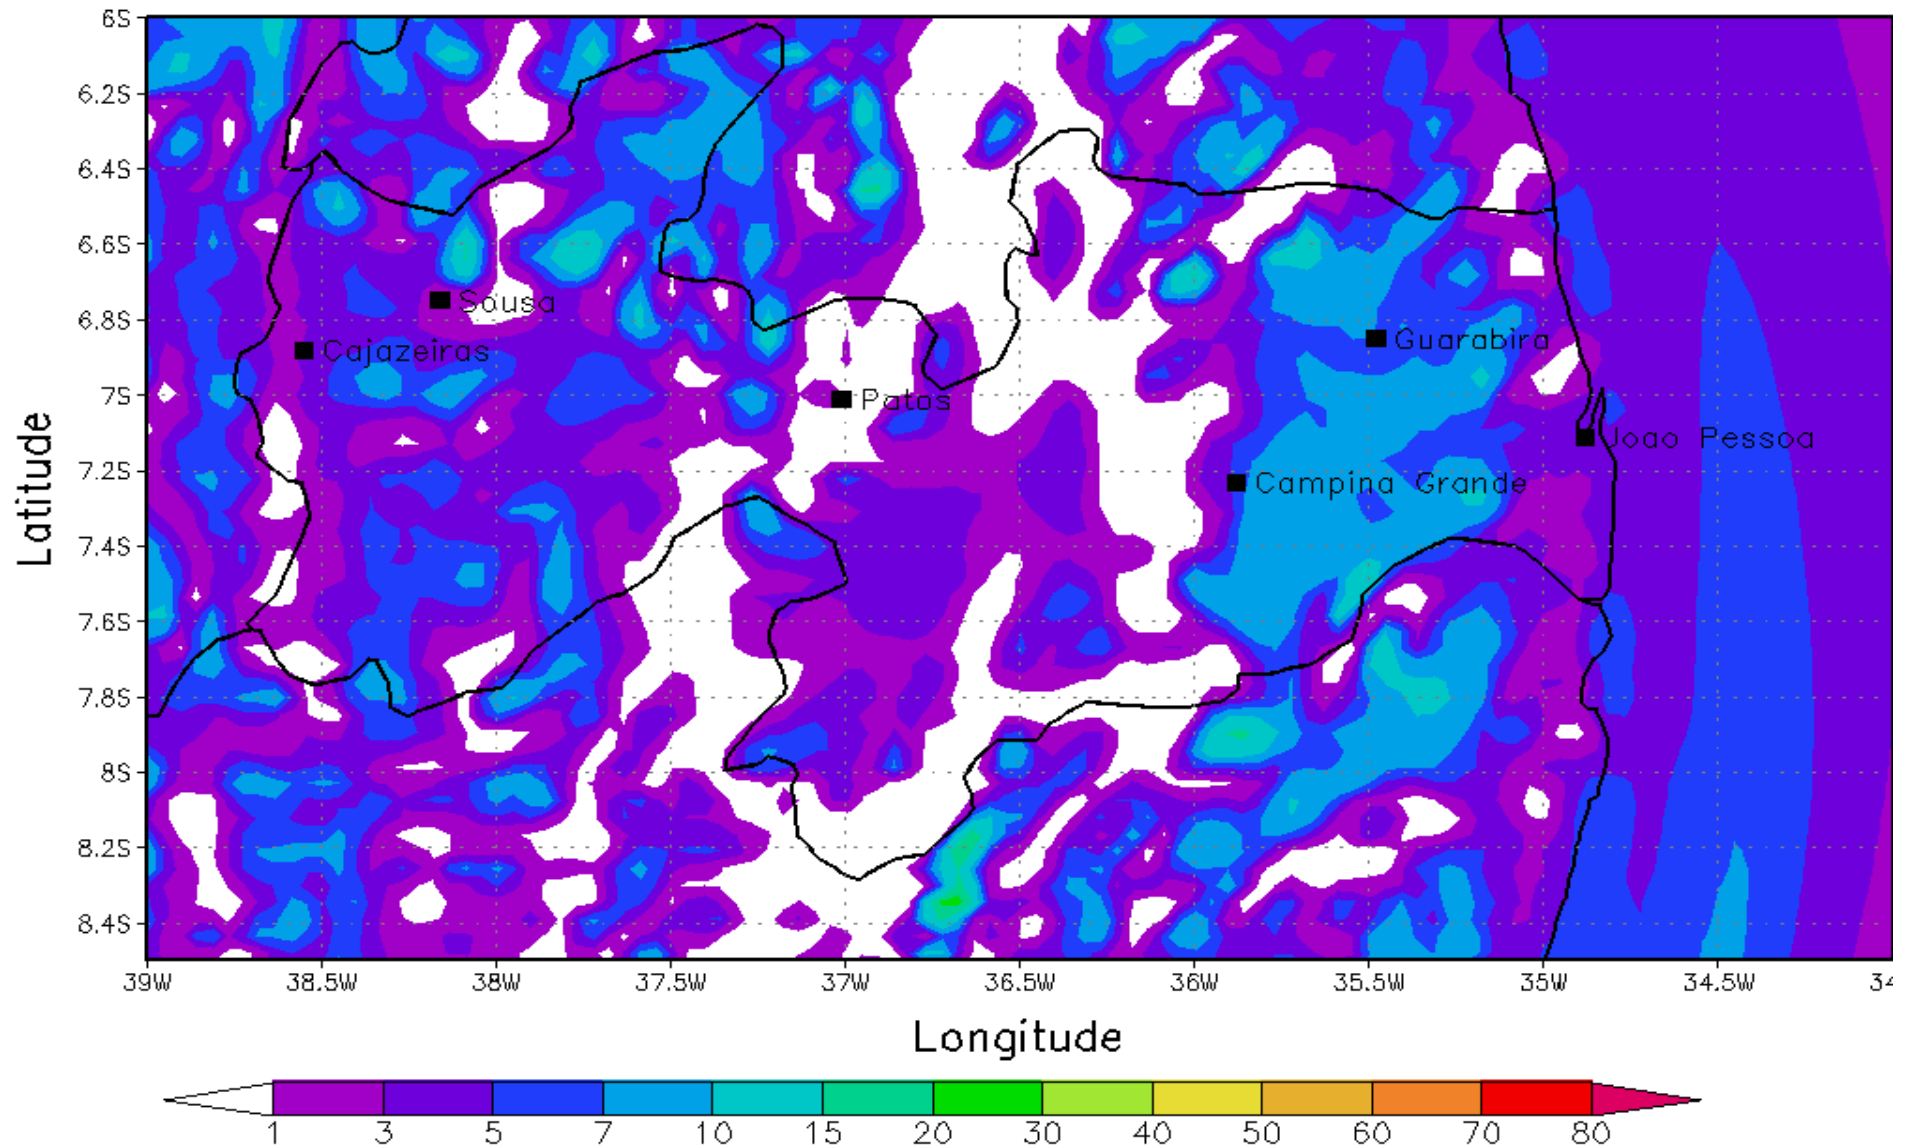 6S
6.2S
6.4S
6.6S
6.8S
7S
7.2S
7.4S
7.6S
7.8S
8S
8.2S
8.4S
Latitude
Sousa
Cajazeiras
Guarabira
Patos
Joao Pessoa
Campina Grande
39W 38.5W 38W 37.5W 37W 36.5W 36W 35.5W 35W 34.5W 34
Longitude
1 3 5 7 10 15 20 30 40 50 60 70 80